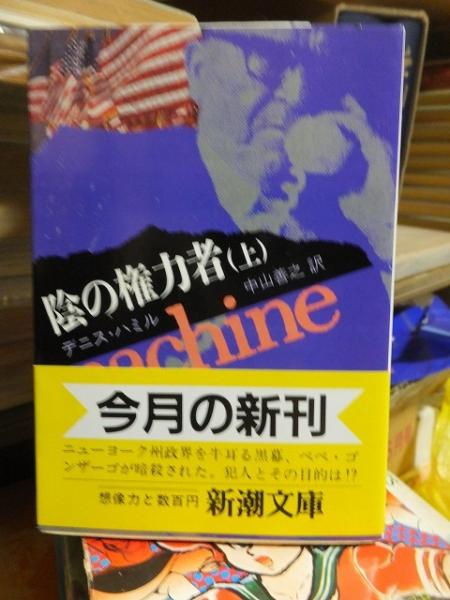 陰の権力者(上)
デニス・ハミル
中山善之 訳
machine
今月の新刊
ニューヨーク州政界を牛耳る黒幕、ペペ・ゴ
ンザーゴが暗殺された。犯人とその目的は!?
想像力と数百円 新潮文庫